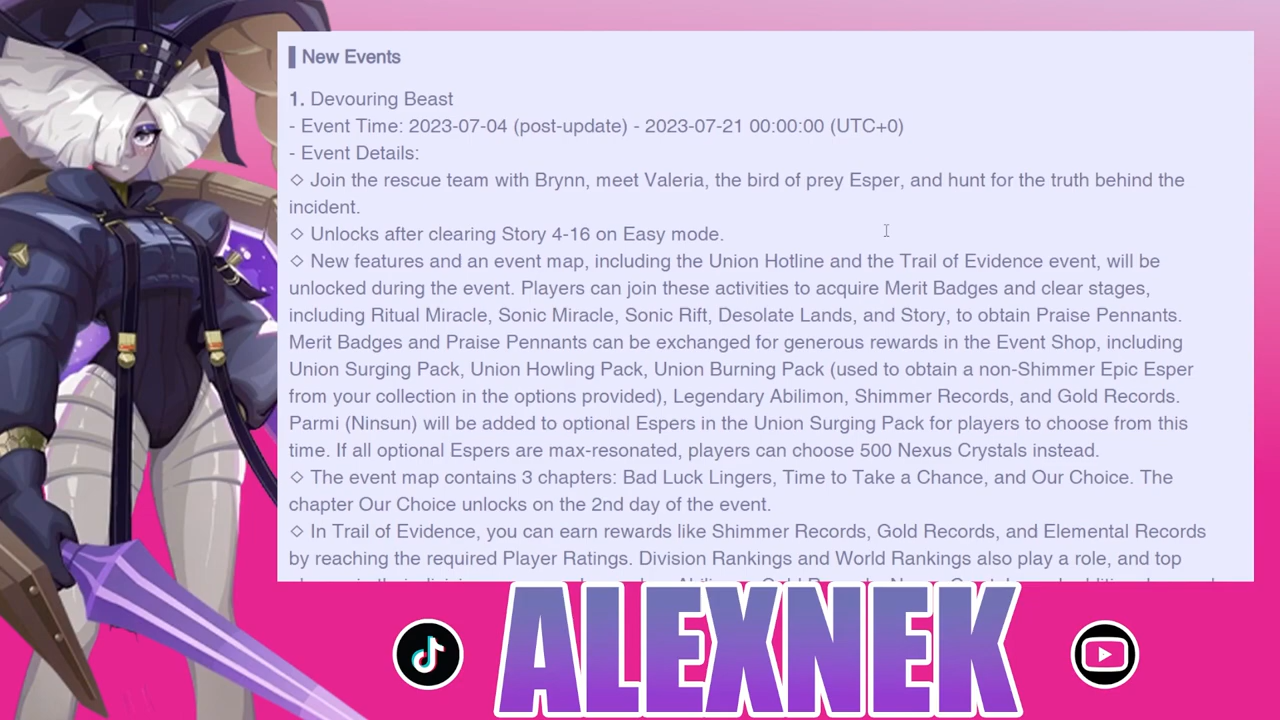 New Events
1. Devouring Beast
- Event Time: 2023-07-04 (post-update) - 2023-07-21 00:00:00 (UTC+0)
- Event Details:
◇ Join the rescue team with Brynn, meet Valeria, the bird of prey Esper, and hunt for the truth behind the
incident.
◇ Unlocks after clearing Story 4-16 on Easy mode.
◇ New features and an event map, including the Union Hotline and the Trail of Evidence event, will be
unlocked during the event. Players can join these activities to acquire Merit Badges and clear stages,
including Ritual Miracle, Sonic Miracle, Sonic Rift, Desolate Lands, and Story, to obtain Praise Pennants.
Merit Badges and Praise Pennants can be exchanged for generous rewards in the Event Shop, including
Union Surging Pack, Union Howling Pack, Union Burning Pack (used to obtain a non-Shimmer Epic Esper
from your collection in the options provided), Legendary Abilimon, Shimmer Records, and Gold Records.
Parmi (Ninsun) will be added to optional Espers in the Union Surging Pack for players to choose from this
time. If all optional Espers are max-resonated, players can choose 500 Nexus Crystals instead.
◇ The event map contains 3 chapters: Bad Luck Lingers, Time to Take a Chance, and Our Choice. The
chapter Our Choice unlocks on the 2nd day of the event.
◇ In Trail of Evidence, you can earn rewards like Shimmer Records, Gold Records, and Elemental Records
by reaching the required Player Ratings. Division Rankings and World Rankings also play a role, and top
ALEXNEK